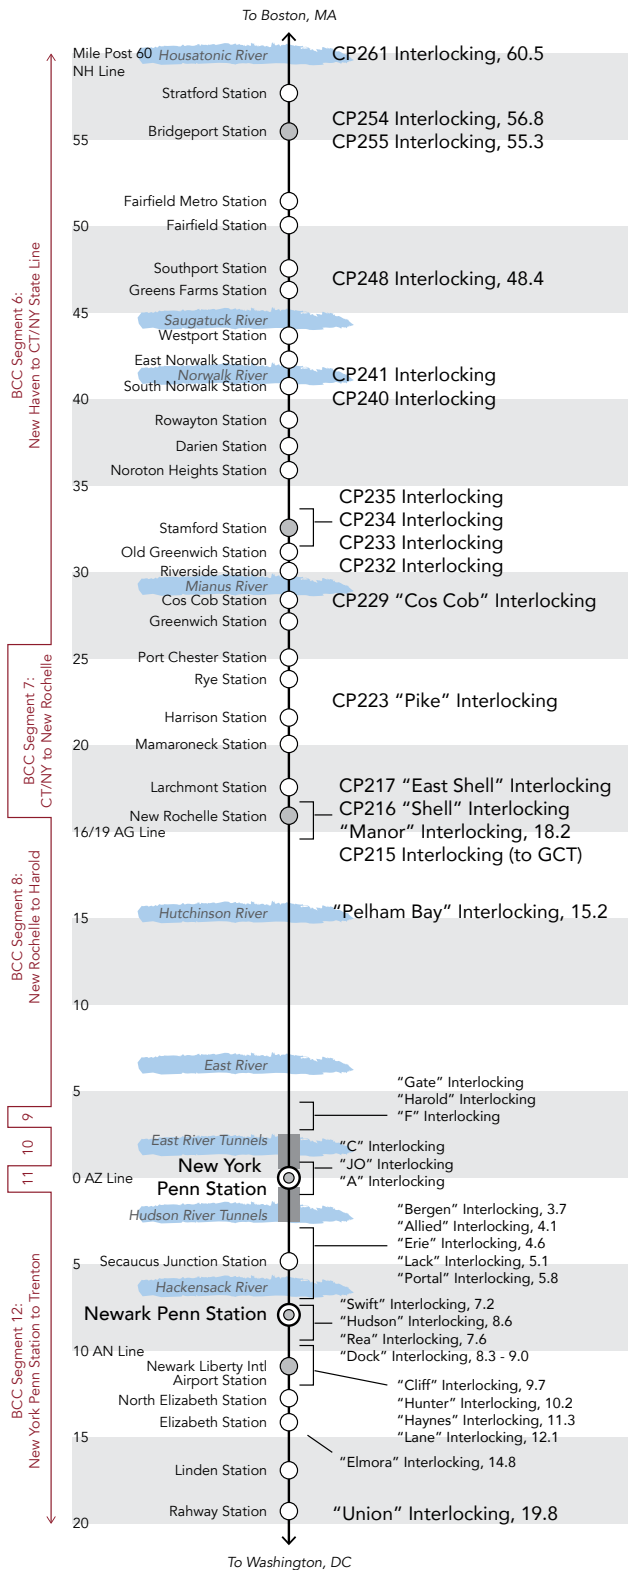 To Boston, MA
Mile Post 60
NH Line
Housatonic River
CP261 Interlocking, 60.5
Stratford Station
CP254 Interlocking, 56.8
Bridgeport Station
CP255 Interlocking, 55.3
55
Fairfield Metro Station
50
Fairfield Station
Southport Station
CP248 Interlocking, 48.4
Greens Farms Station
45
Saugatuck River
Westport Station
East Norwalk Station
Norwalk River
CP241 Interlocking
South Norwalk Station
40
CP240 Interlocking
Rowayton Station
Darien Station
Noroton Heights Station
35
CP235 Interlocking
CP234 Interlocking
Stamford Station
CP233 Interlocking
Old Greenwich Station
CP232 Interlocking
30
Riverside Station
Mianus River
Cos Cob Station
CP229 “Cos Cob” Interlocking
Greenwich Station
25
Port Chester Station
Rye Station
CP223 “Pike” Interlocking
Harrison Station
20
Mamaroneck Station
Larchmont Station
CP217 “East Shell” Interlocking
CP216 “Shell” Interlocking
New Rochelle Station
16/19 AG Line
“Manor” Interlocking, 18.2
CP215 Interlocking (to GCT)
15
Hutchinson River
“Pelham Bay” Interlocking, 15.2
10
East River
5
“Gate” Interlocking
“Harold” Interlocking
“F” Interlocking
East River Tunnels
“C” Interlocking
“JO” Interlocking
“A” Interlocking
New York
Penn Station
0 AZ Line
Hudson River Tunnels
“Bergen” Interlocking, 3.7
“Allied” Interlocking, 4.1
“Erie” Interlocking, 4.6
“Lack” Interlocking, 5.1
“Portal” Interlocking, 5.8
5
Secaucus Junction Station
Hackensack River
Newark Penn Station
“Swift” Interlocking, 7.2
“Hudson” Interlocking, 8.6
“Rea” Interlocking, 7.6
“Dock” Interlocking, 8.3 - 9.0
10 AN Line
Newark Liberty Intl
Airport Station
“Cliff” Interlocking, 9.7
“Hunter” Interlocking, 10.2
“Haynes” Interlocking, 11.3
“Lane” Interlocking, 12.1
North Elizabeth Station
Elizabeth Station
15
“Elmora” Interlocking, 14.8
Linden Station
Rahway Station
“Union” Interlocking, 19.8
20
To Washington, DC
BCC Segment 6:
New Haven to CT/NY State Line
BCC Segment 7:
CT/NY to New Rochelle
BCC Segment 8:
New Rochelle to Harold
9
10
11
BCC Segment 12:
New York Penn Station to Trenton